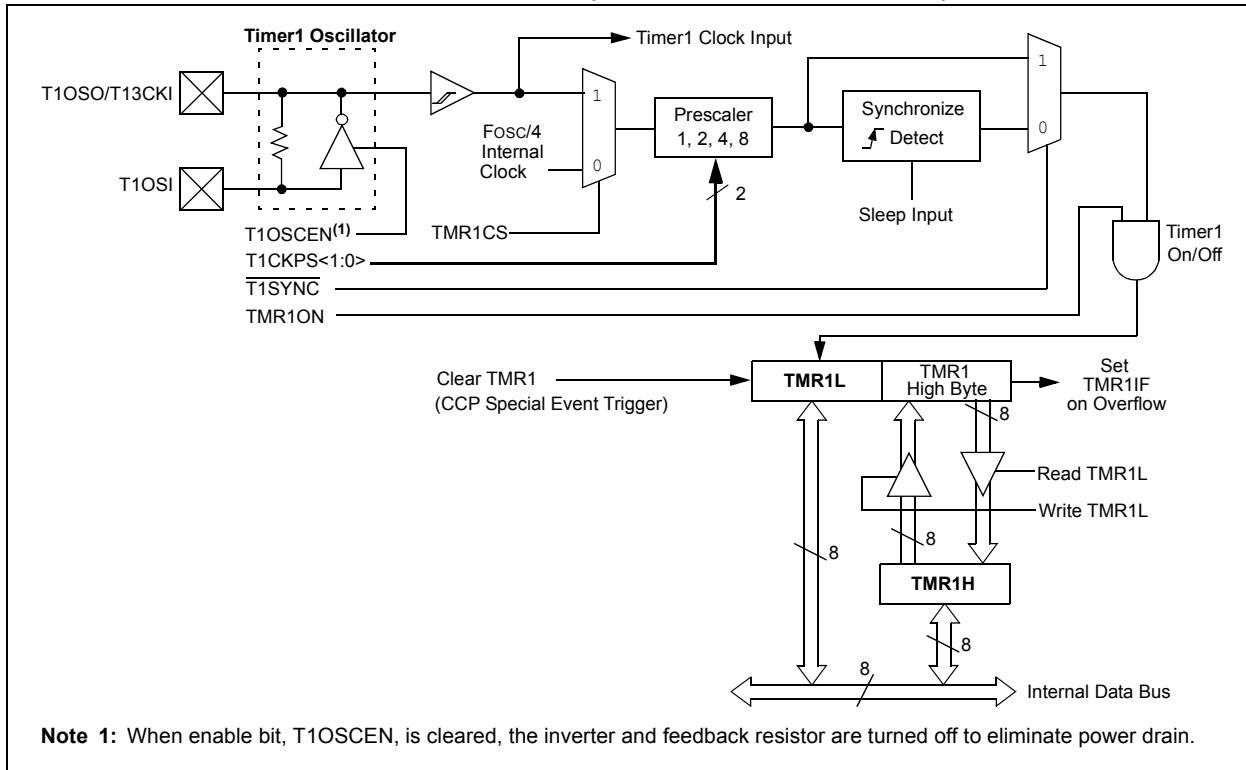 Timer1 Oscillator
Timer1 Clock Input
T1OSO/T13CKI
1
1
FOSC/4
Internal
Clock
0
Prescaler
1, 2, 4, 8
Synchronize
Detect
0
T1OSI
2
Sleep Input
T1OSCEN(1)
TMR1CS
Timer1
On/Off
T1CKPS<1:0>
T1SYNC
TMR1ON
Clear TMR1
(CCP Special Event Trigger)
TMR1L
TMR1
High Byte
Set
TMR1IF
on Overflow
8
Read TMR1L
Write TMR1L
8
8
TMR1H
8
8
Internal Data Bus
Note 1: When enable bit, T1OSCEN, is cleared, the inverter and feedback resistor are turned off to eliminate power drain.